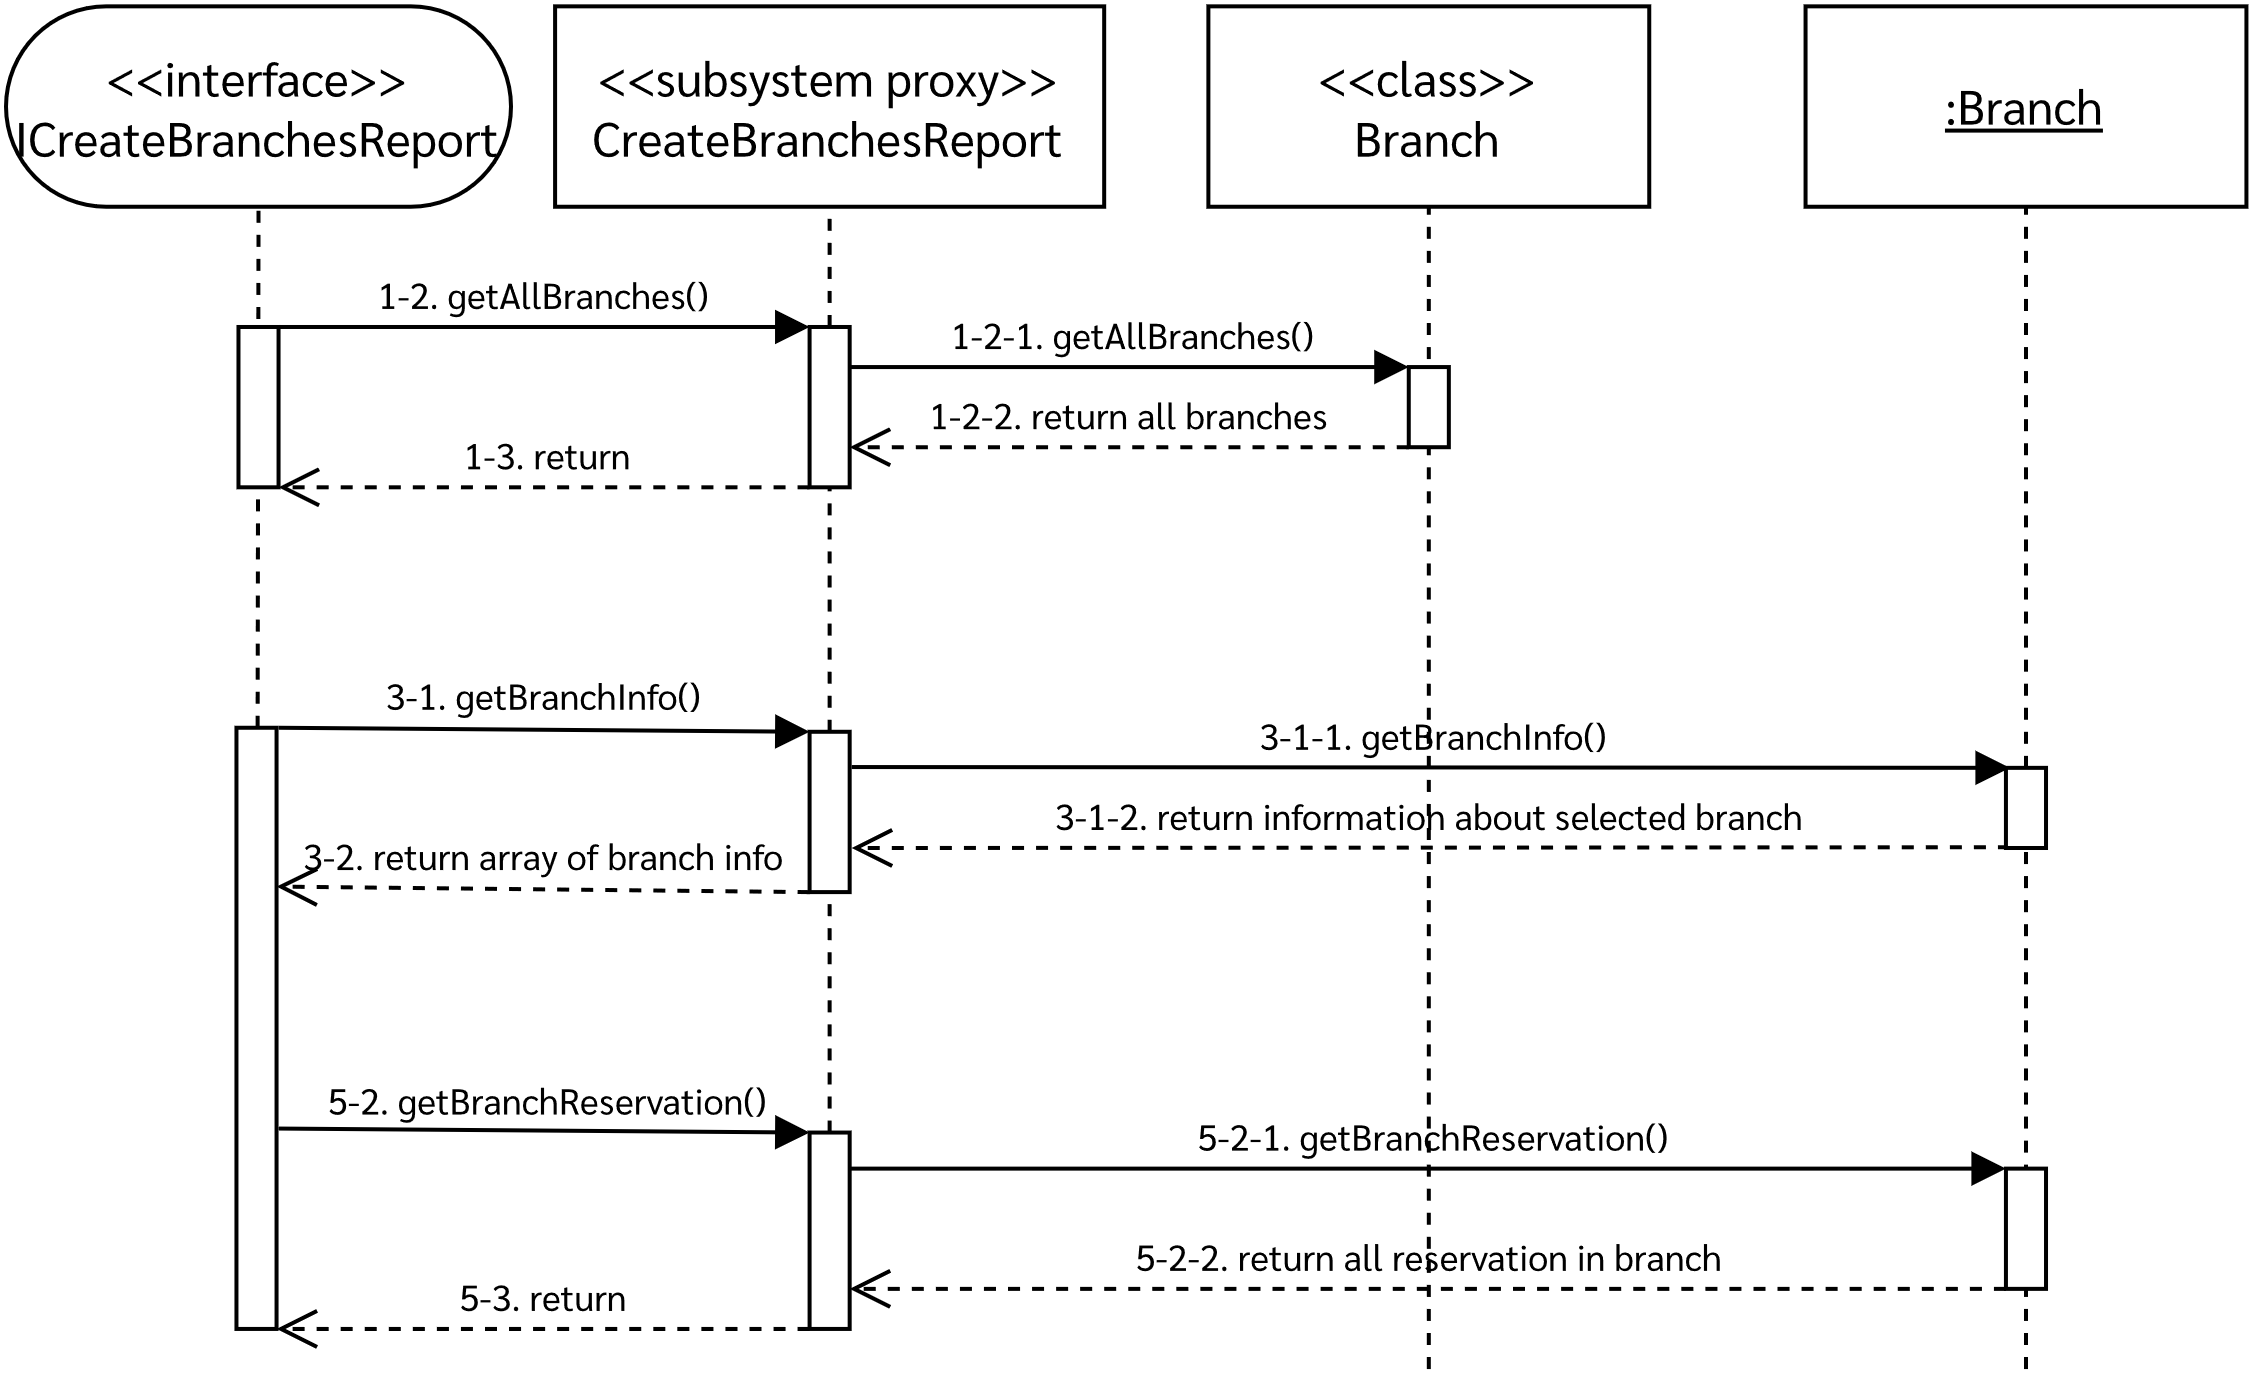 <<interface>>
ICreateBranchesReport
<<subsystem proxy>>
CreateBranchesReport
<<class>>
Branch
:Branch
1-2. getAllBranches()
1-2-1. getAllBranches()
1-2-2. return all branches
1-3. return
3-1. getBranchInfo()
3-1-1. getBranchInfo()
3-1-2. return information about selected branch
3-2. return array of branch info
5-2. getBranchReservation()
5-2-1. getBranchReservation()
5-2-2. return all reservation in branch
5-3. return